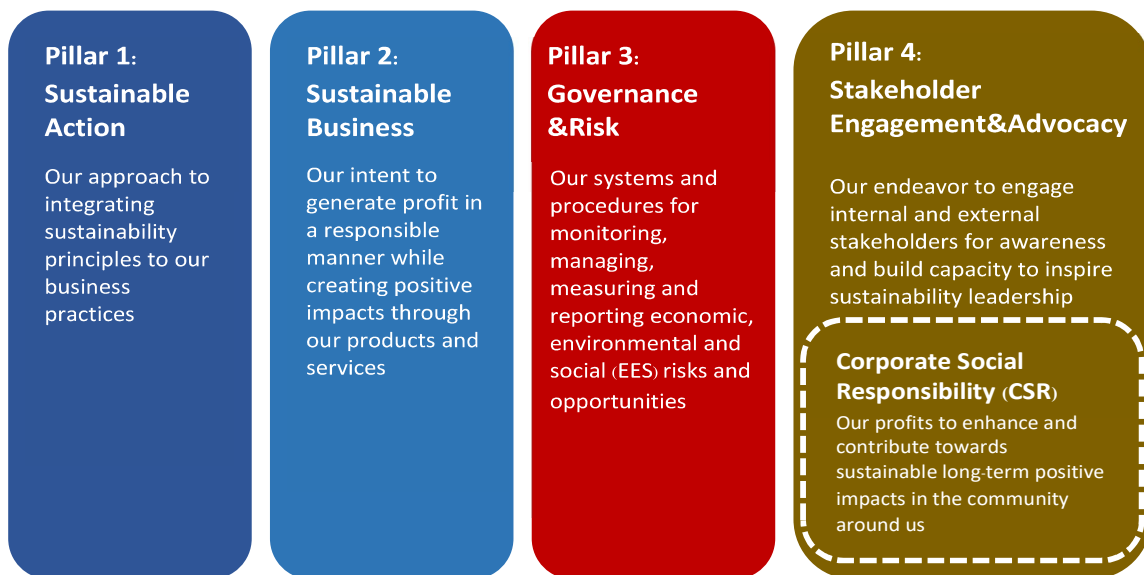 Pillar 1:
Sustainable
Action
Our approach to
integrating
sustainability
principles to our
business
practices
Pillar 2:
Sustainable
Business
Our intent to
generate profit in
a responsible
manner while
creating positive
impacts through
our products and
services
Pillar 3:
Governance
&Risk
Our systems and
procedures for
monitoring,
managing,
measuring and
reporting economic,
environmental and
social (EES) risks and
opportunities
Pillar 4:
Stakeholder
Engagement&Advocacy
Our endeavor to engage
internal and external
stakeholders for awareness
and build capacity to inspire
sustainability leadership
Corporate Social
Responsibility (CSR)
Our profits to enhance and
contribute towards
sustainable long-term positive
impacts in the community
around us